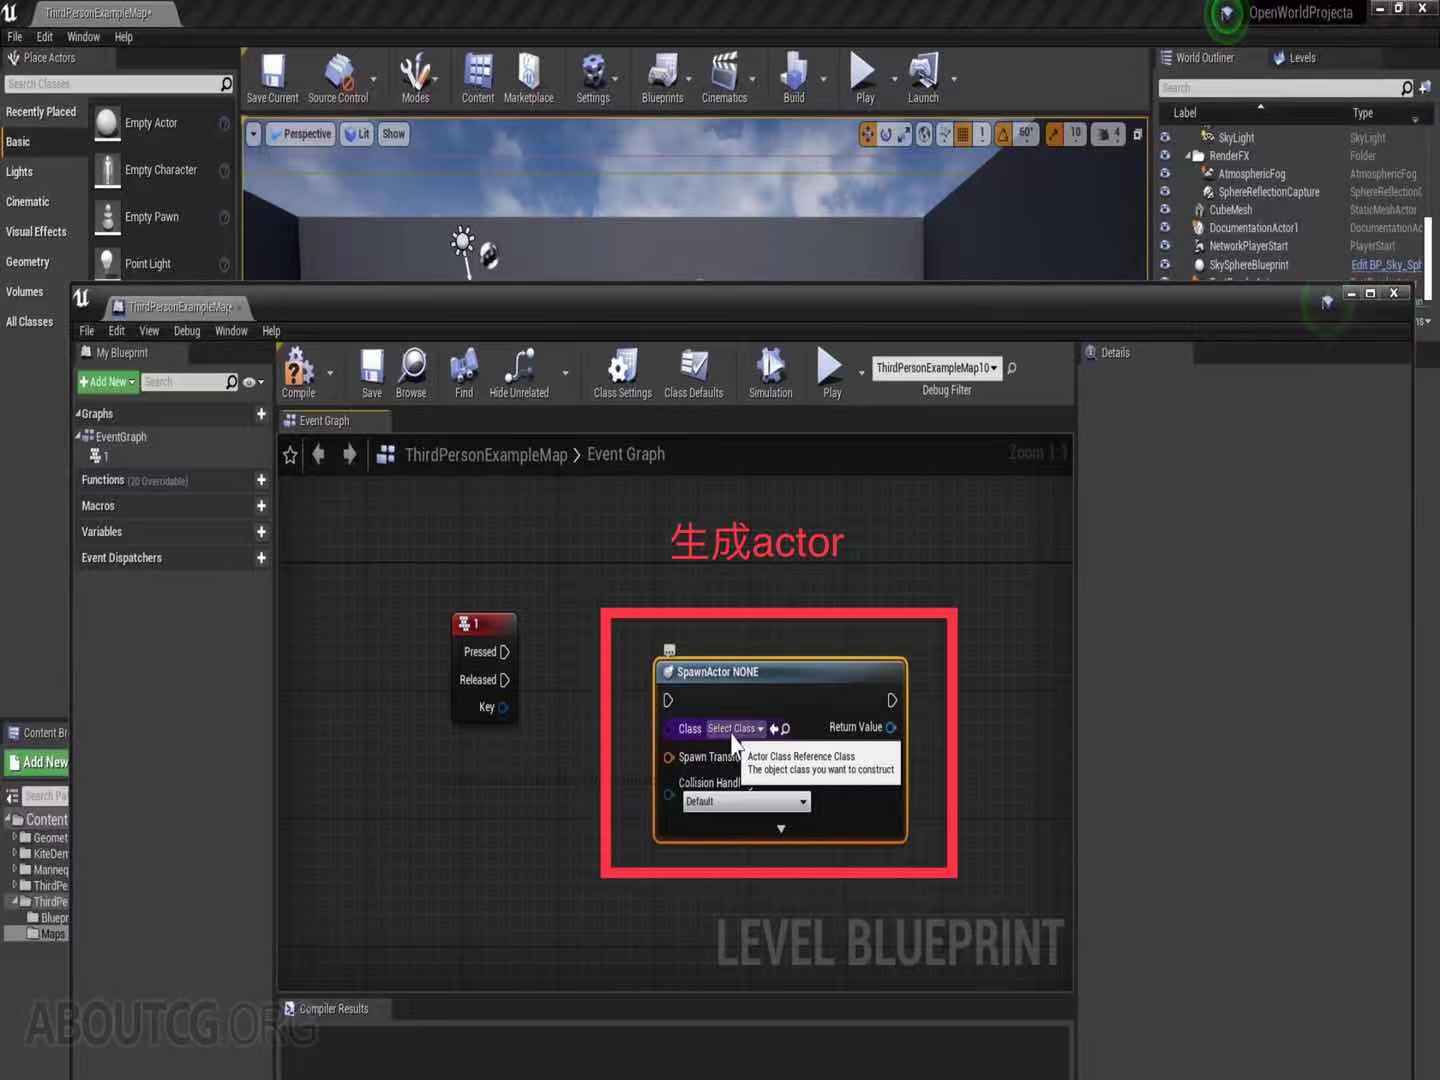 ThirdPersonExampleMap*
OpenWorldProjecta
File Edit Window Help
Place Actors
Search Classes
Recently Placed
Basic
Lights
Cinematic
Visual Effects
Geometry
Volumes
All Classes
Empty Actor
Empty Character
Empty Pawn
Point Light
Save Current Source Control Modes Content Marketplace Settings Blueprints Cinematics Build Play Launch
Perspective Lit Show
1 60° 10 4
World Outliner Levels
Search
Label Type
SkyLight SkyLight
RenderFX Folder
AtmosphericFog AtmosphericFog
SphereReflectionCapture SphereReflectionC
CubeMesh StaticMeshActor
DocumentationActor1 DocumentationAc
NetworkPlayerStart PlayerStart
SkySphereBlueprint Edit BP_Sky_Sph
ThirdPersonExampleMap*
File Edit View Debug Window Help
My Blueprint
Add New Search
Graphs
EventGraph
1
Functions (20 Overridable)
Macros
Variables
Event Dispatchers
Compile Save Browse Find Hide Unrelated Class Settings Class Defaults Simulation Play
ThirdPersonExampleMap10
Debug Filter
Details
Event Graph
ThirdPersonExampleMap > Event Graph
Zoom 1:1
生成actor
1
Pressed
Released
Key
SpawnActor NONE
Class Select Class Return Value
Spawn Transfo
Actor Class Reference Class
The object class you want to construct
Collision Handl
Default
LEVEL BLUEPRINT
Compiler Results
Content Br
Add New
Search Pa
Content
Geomet
KiteDem
Mannequ
ThirdPe
ThirdPe
Bluepr
Maps
ABOUTCG.ORG